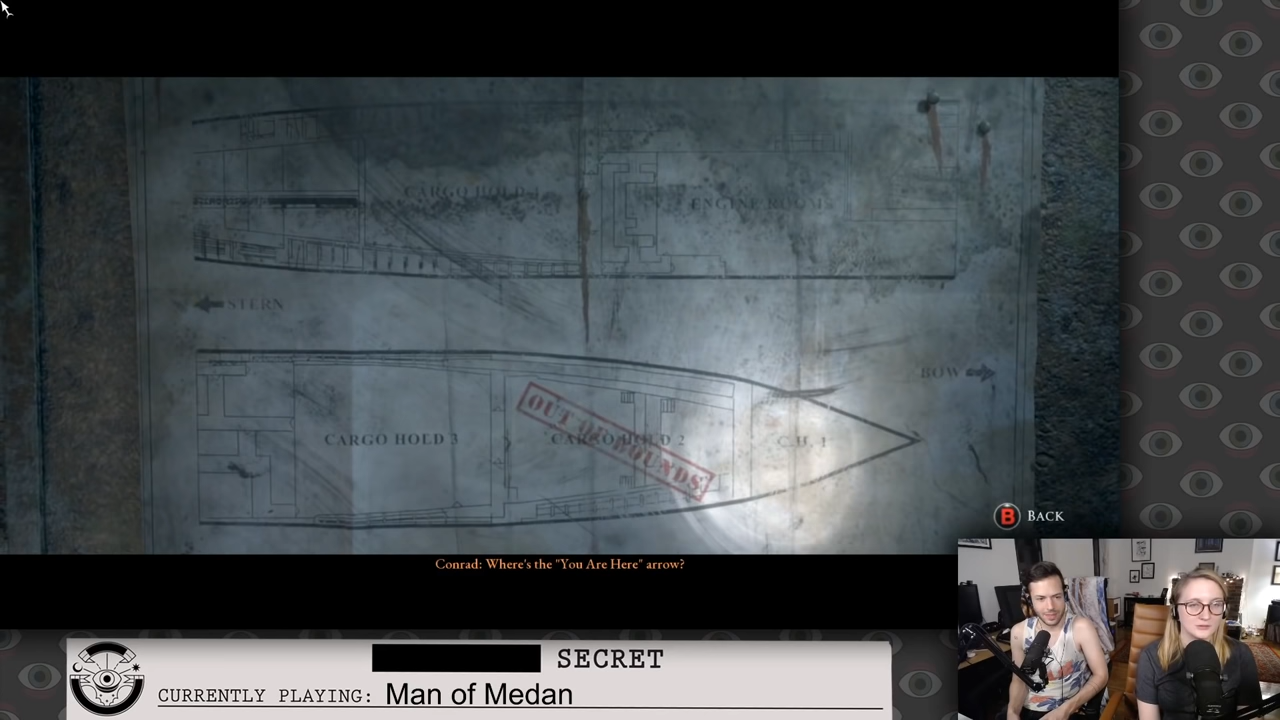 CARGO HOLD 4
ENGINE ROOM
STERN
BOW
CARGO HOLD 3
CARGO HOLD 2
OUT OF BOUNDS
C.H. 1
B BACK
Conrad: Where's the "You Are Here" arrow?
SECRET
CURRENTLY PLAYING: Man of Medan